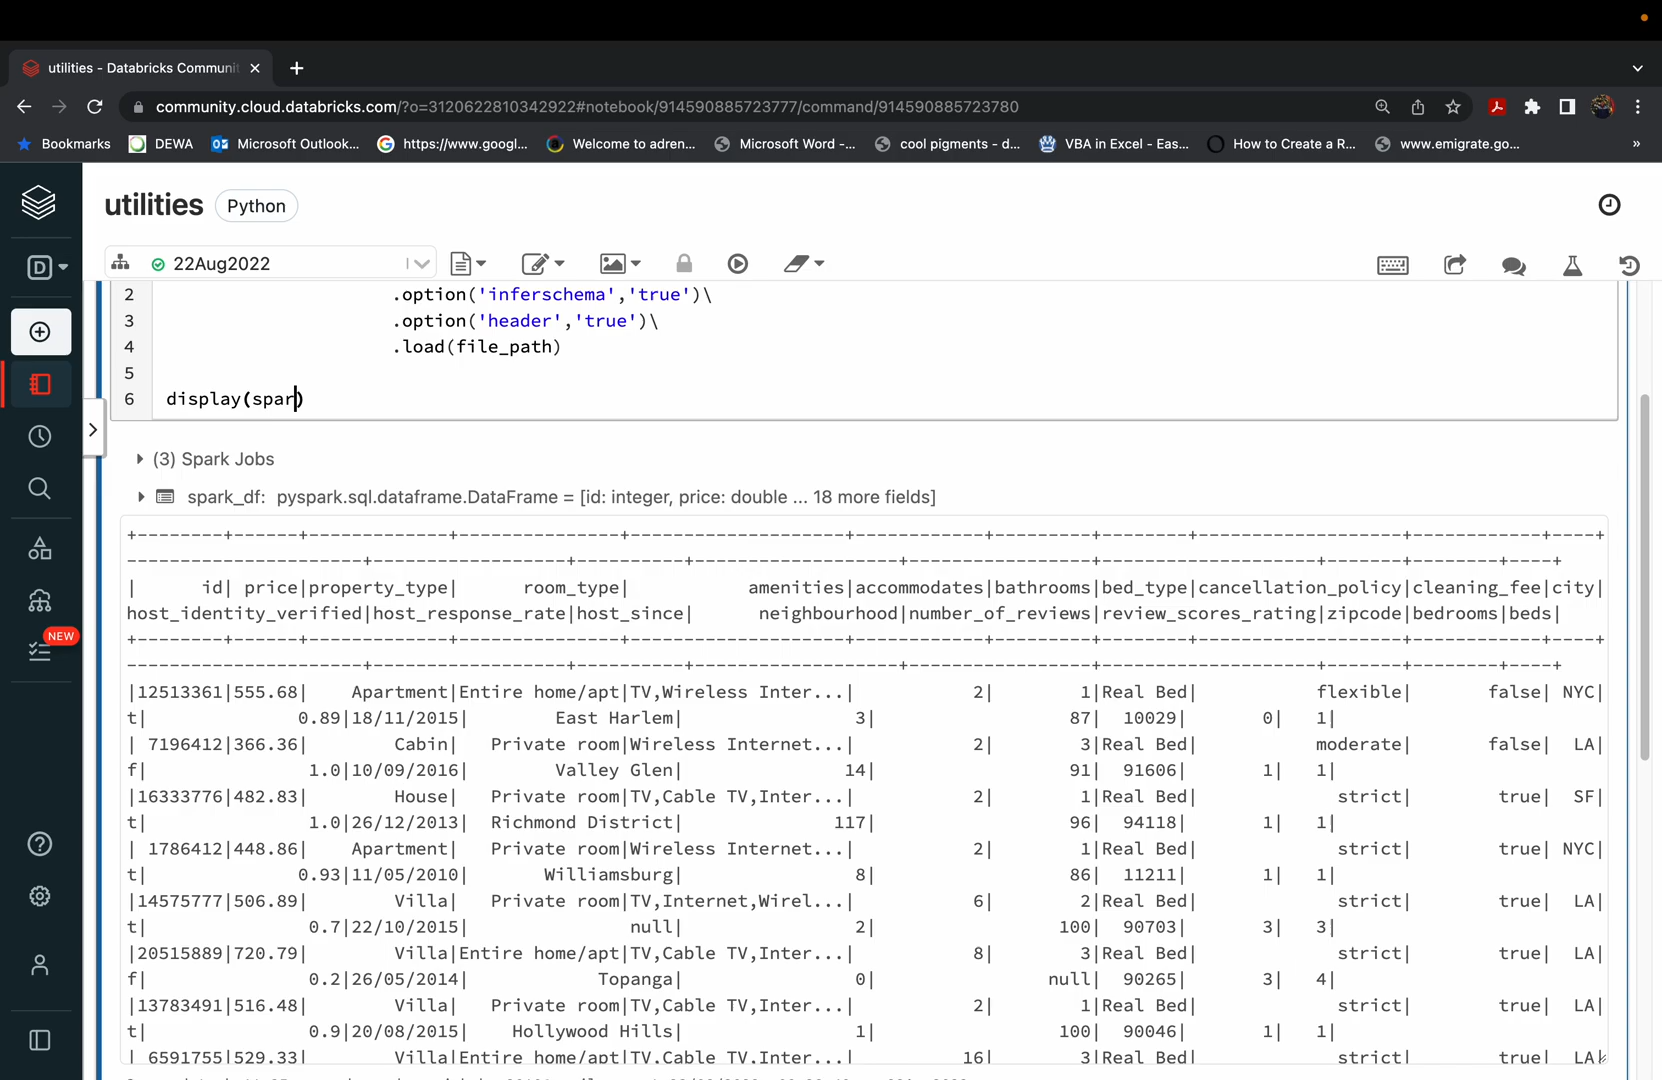 utilities - Databricks Communit
community.cloud.databricks.com/?o=3120622810342922#notebook/914590885723777/command/914590885723780
Bookmarks DEWA Microsoft Outlook... https://www.googl... Welcome to adren... Microsoft Word -... cool pigments - d... VBA in Excel - Eas... How to Create a R... www.emigrate.go... »
utilities Python
22Aug2022
D
NEW
2 .option('inferschema','true')\
3 .option('header','true')\
4 .load(file_path)
5
6 display(spar)
(3) Spark Jobs
spark_df: pyspark.sql.dataframe.DataFrame = [id: integer, price: double ... 18 more fields]
+--------+------+-------------+---------------+--------------------+------------+---------+--------+-------------------+------------+----+
----------------------+------------------+----------+-------------------+-----------------+--------------------+-------+--------+----+
| id| price|property_type| room_type| amenities|accommodates|bathrooms|bed_type|cancellation_policy|cleaning_fee|city|
host_identity_verified|host_response_rate|host_since| neighbourhood|number_of_reviews|review_scores_rating|zipcode|bedrooms|beds|
+--------+------+-------------+---------------+--------------------+------------+---------+--------+-------------------+------------+----+
----------------------+------------------+----------+-------------------+-----------------+--------------------+-------+--------+----+
|12513361|555.68| Apartment|Entire home/apt|TV,Wireless Inter...| 2| 1|Real Bed| flexible| false| NYC|
t| 0.89|18/11/2015| East Harlem| 3| 87| 10029| 0| 1|
| 7196412|366.36| Cabin| Private room|Wireless Internet...| 2| 3|Real Bed| moderate| false| LA|
f| 1.0|10/09/2016| Valley Glen| 14| 91| 91606| 1| 1|
|16333776|482.83| House| Private room|TV,Cable TV,Inter...| 2| 1|Real Bed| strict| true| SF|
t| 1.0|26/12/2013| Richmond District| 117| 96| 94118| 1| 1|
| 1786412|448.86| Apartment| Private room|Wireless Internet...| 2| 1|Real Bed| strict| true| NYC|
t| 0.93|11/05/2010| Williamsburg| 8| 86| 11211| 1| 1|
|14575777|506.89| Villa| Private room|TV,Internet,Wirel...| 6| 2|Real Bed| strict| true| LA|
t| 0.7|22/10/2015| null| 2| 100| 90703| 3| 3|
|20515889|720.79| Villa|Entire home/apt|TV,Cable TV,Inter...| 8| 3|Real Bed| strict| true| LA|
f| 0.2|26/05/2014| Topanga| 0| null| 90265| 3| 4|
|13783491|516.48| Villa| Private room|TV,Cable TV,Inter...| 2| 1|Real Bed| strict| true| LA|
t| 0.9|20/08/2015| Hollywood Hills| 1| 100| 90046| 1| 1|
| 6591755|529.33| Villa|Entire home/apt|TV,Cable TV,Inter...| 16| 3|Real Bed| strict| true| LA|